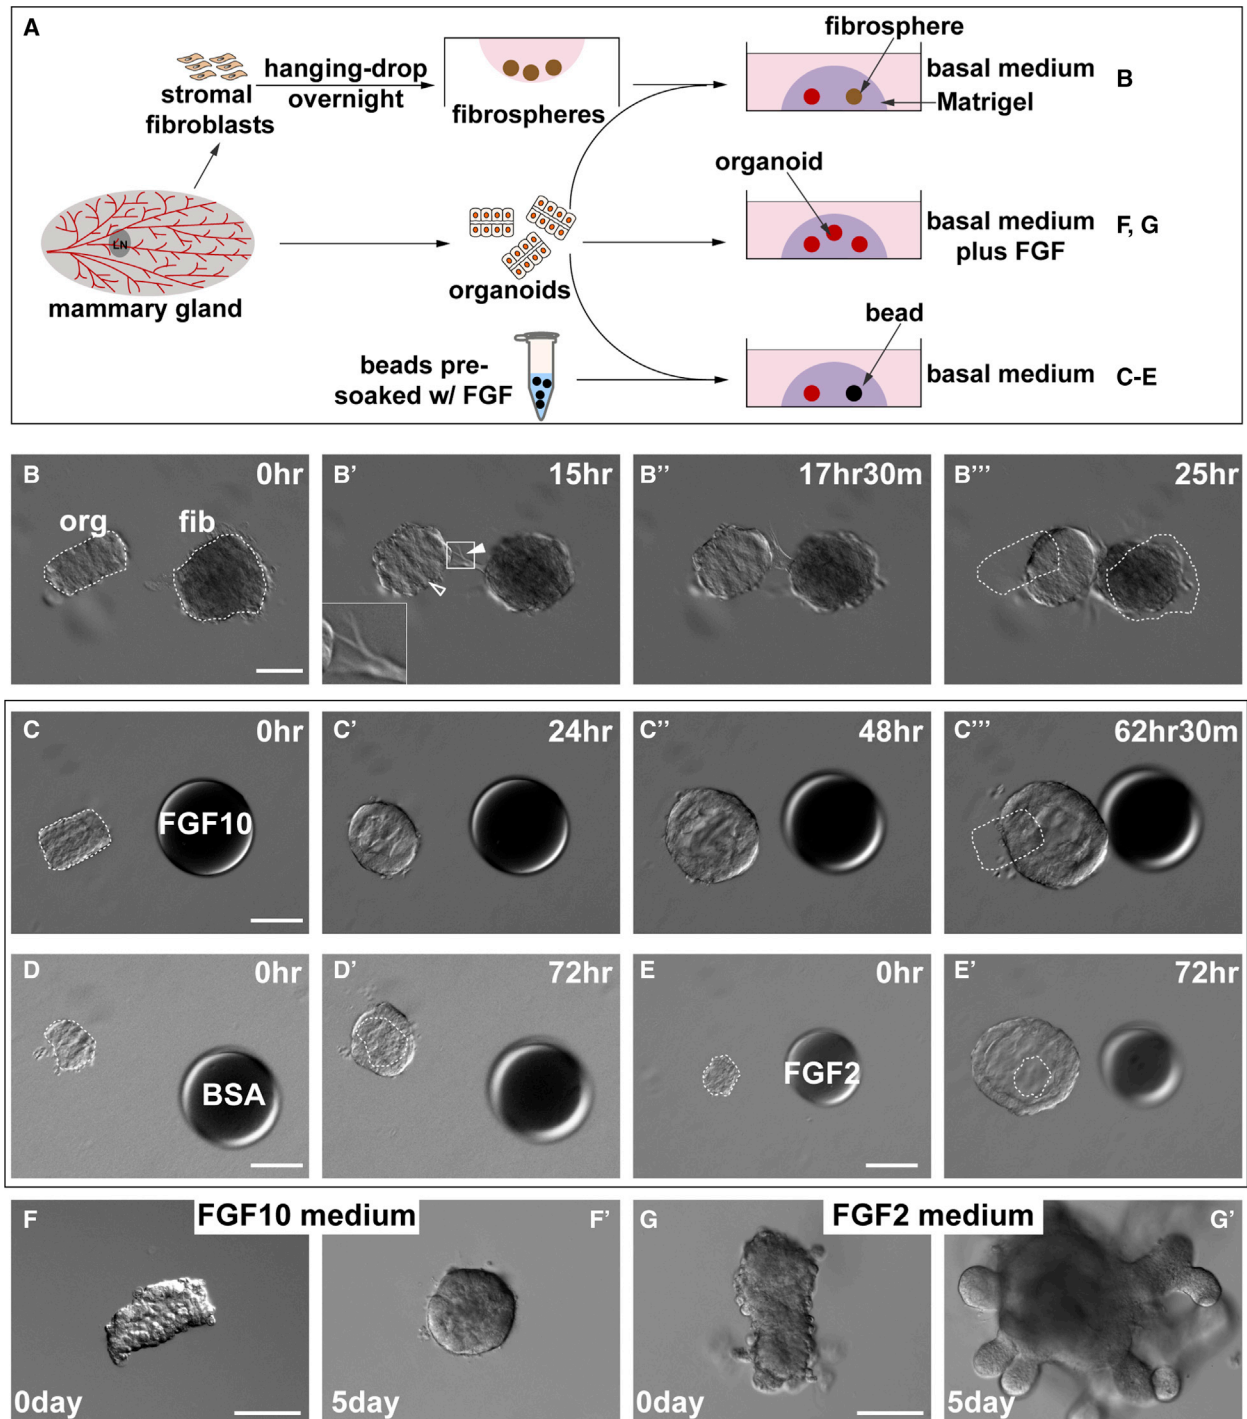 A
stromal
fibroblasts
hanging-drop
overnight
fibrospheres
fibrosphere
basal medium
Matrigel
B
LN
mammary gland
organoids
organoid
basal medium
plus FGF
F, G
beads pre-
soaked w/ FGF
bead
basal medium
C-E
B
0hr
org
fib
B’
15hr
B’’
17hr30m
B’’’
25hr
C
0hr
FGF10
C’
24hr
C’’
48hr
C’’’
62hr30m
D
0hr
BSA
D’
72hr
E
0hr
FGF2
E’
72hr
F
FGF10 medium
F’
0day
5day
G
FGF2 medium
G’
0day
5day